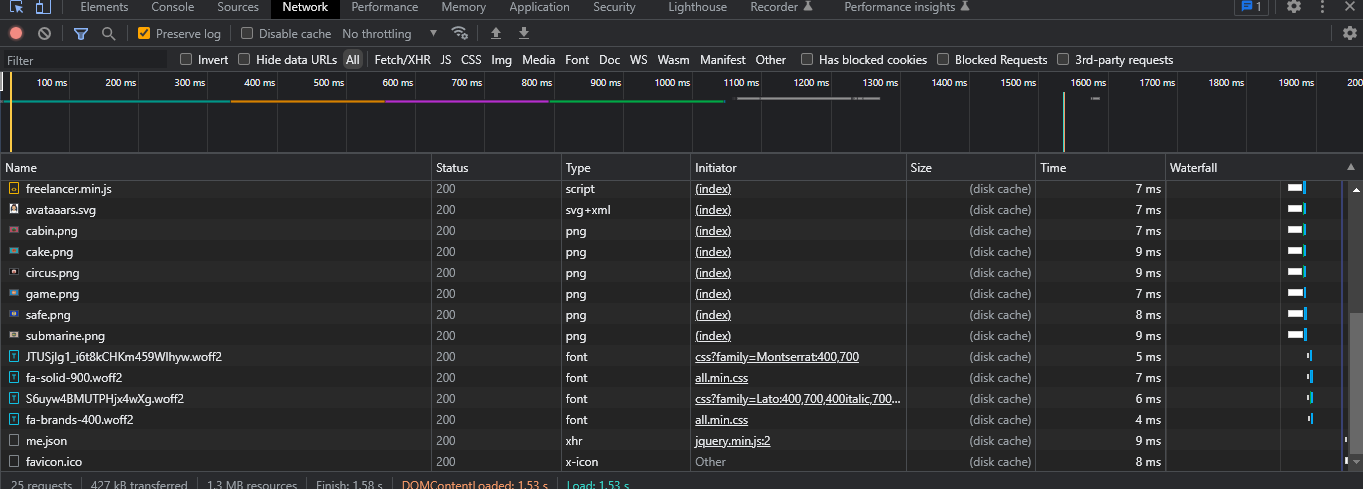 Elements Console Sources Network Performance Memory Application Security Lighthouse Recorder Performance insights 1
Preserve log Disable cache No throttling
Filter Invert Hide data URLs All Fetch/XHR JS CSS Img Media Font Doc WS Wasm Manifest Other Has blocked cookies Blocked Requests 3rd-party requests
100 ms 200 ms 300 ms 400 ms 500 ms 600 ms 700 ms 800 ms 900 ms 1000 ms 1100 ms 1200 ms 1300 ms 1400 ms 1500 ms 1600 ms 1700 ms 1800 ms 1900 ms 200
Name Status Type Initiator Size Time Waterfall
freelancer.min.js 200 script (index) (disk cache) 7 ms
avataaars.svg 200 svg+xml (index) (disk cache) 7 ms
cabin.png 200 png (index) (disk cache) 7 ms
cake.png 200 png (index) (disk cache) 9 ms
circus.png 200 png (index) (disk cache) 9 ms
game.png 200 png (index) (disk cache) 7 ms
safe.png 200 png (index) (disk cache) 8 ms
submarine.png 200 png (index) (disk cache) 9 ms
JTUSjIg1_i6t8kCHKm459Wlhyw.woff2 200 font css?family=Montserrat:400,700 (disk cache) 5 ms
fa-solid-900.woff2 200 font all.min.css (disk cache) 7 ms
S6uyw4BMUTPHjx4wXg.woff2 200 font css?family=Lato:400,700,400italic,700... (disk cache) 6 ms
fa-brands-400.woff2 200 font all.min.css (disk cache) 4 ms
me.json 200 xhr jquery.min.js:2 (disk cache) 9 ms
favicon.ico 200 x-icon Other (disk cache) 8 ms
25 requests 427 kB transferred 1.3 MB resources Finish: 1.58 s DOMContentLoaded: 1.53 s Load: 1.53 s